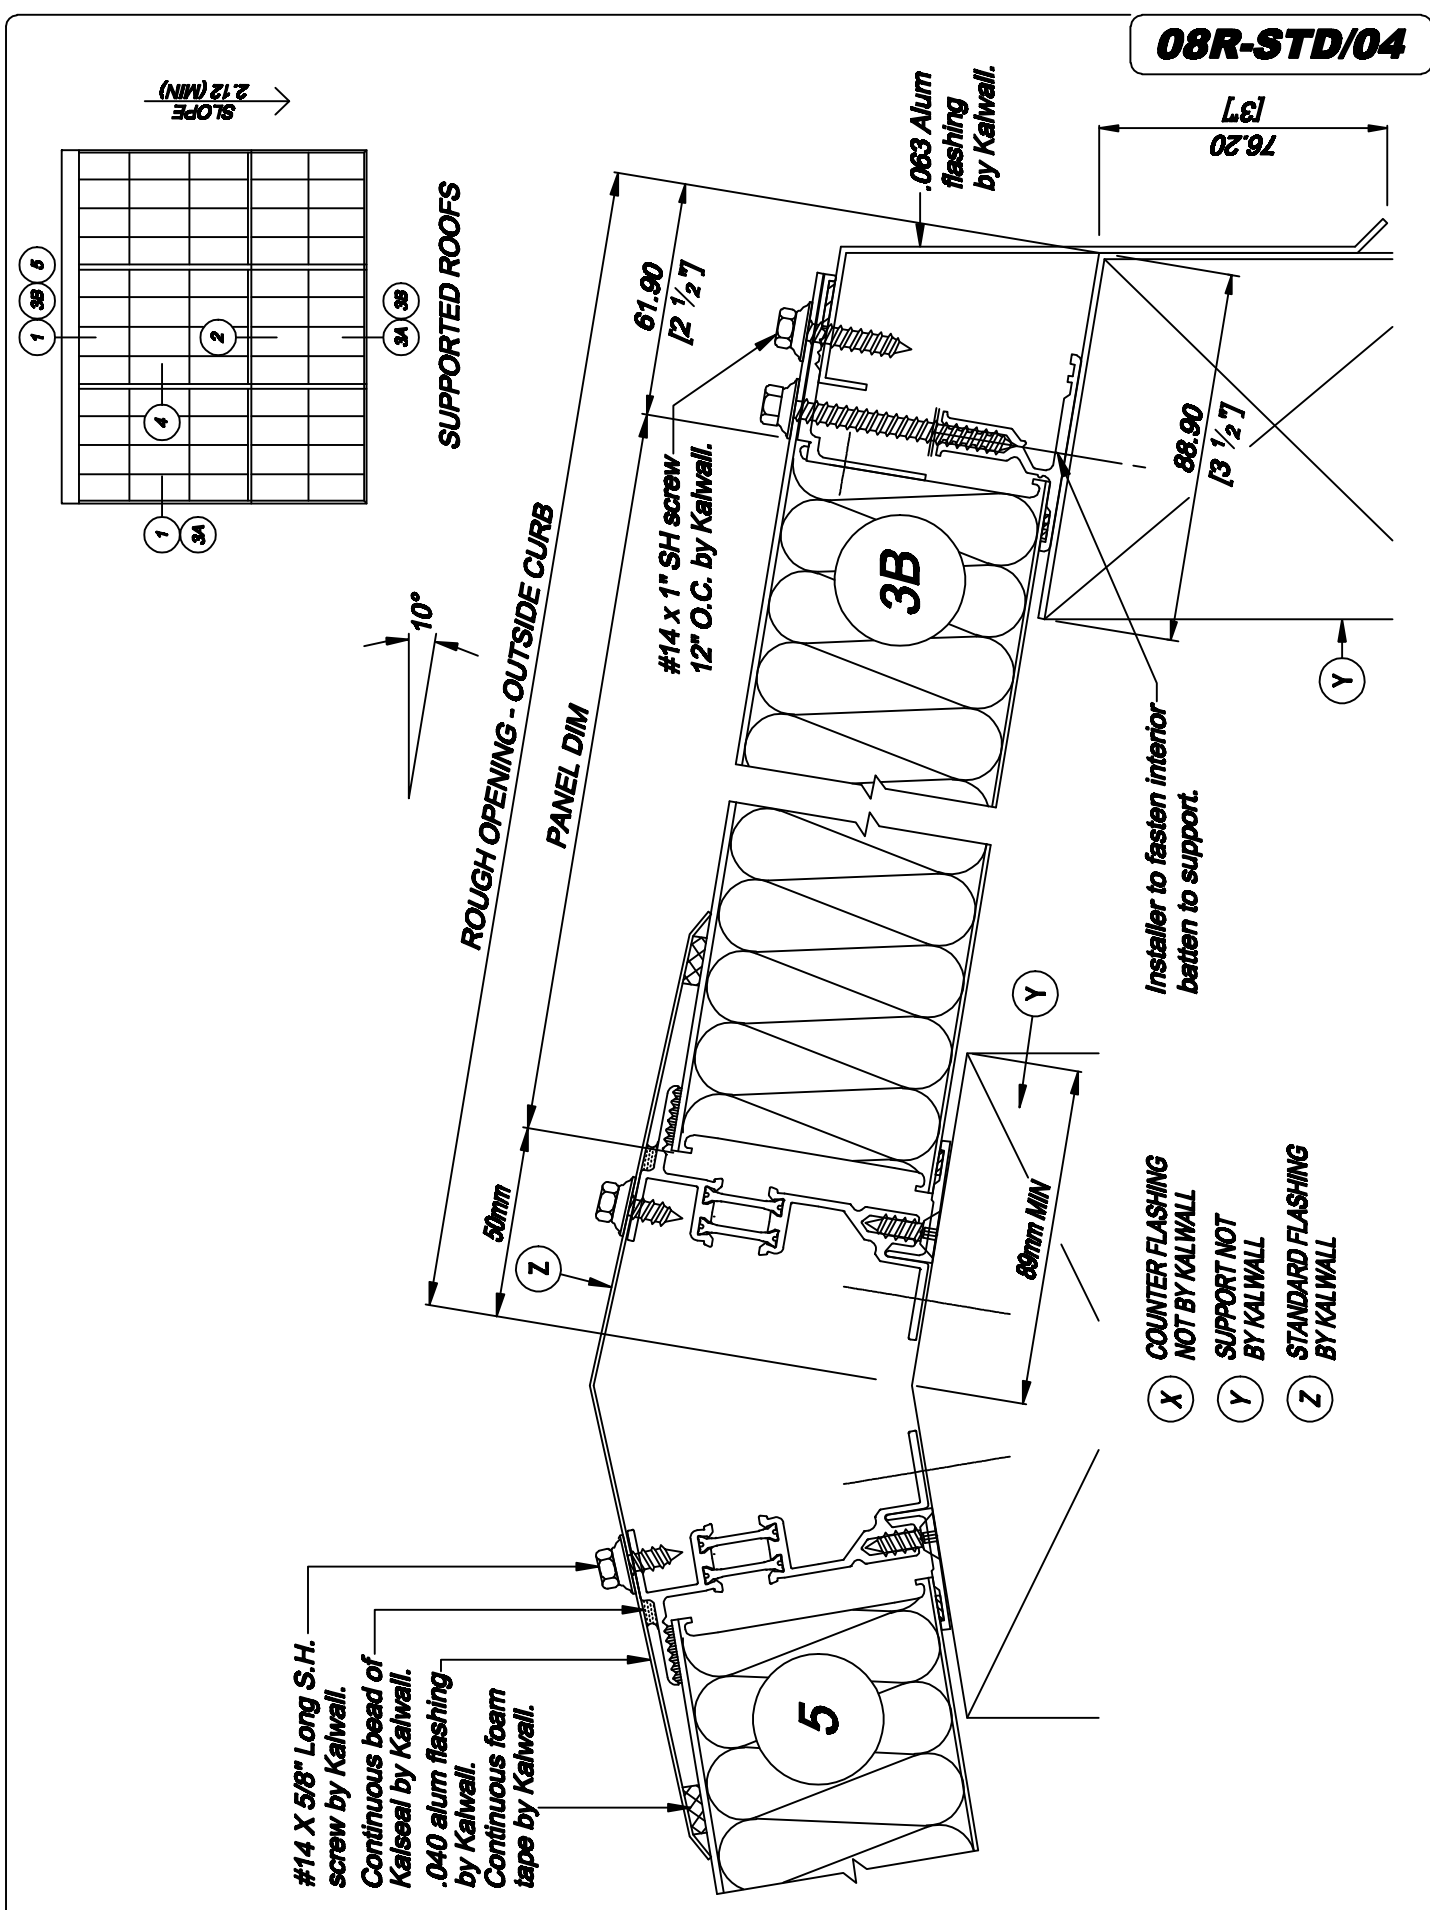 08R-STD/04
SLOPE
2.12 (MIN)
1
3B
5
2
4
3A
3B
1
3A
SUPPORTED ROOFS
10°
ROUGH OPENING - OUTSIDE CURB
PANEL DIM
61.90
[2 1/2"]
50mm
.063 Alum
flashing
by Kalwall.
76.20
[3"]
#14 x 1" SH screw
12" O.C. by Kalwall.
88.90
[3 1/2"]
3B
Y
Installer to fasten interior
batten to support.
Y
Z
89mm MIN
#14 X 5/8" Long S.H.
screw by Kalwall.
Continuous bead of
Kalseal by Kalwall.
.040 alum flashing
by Kalwall.
Continuous foam
tape by Kalwall.
5
X COUNTER FLASHING
NOT BY KALWALL
Y SUPPORT NOT
BY KALWALL
Z STANDARD FLASHING
BY KALWALL